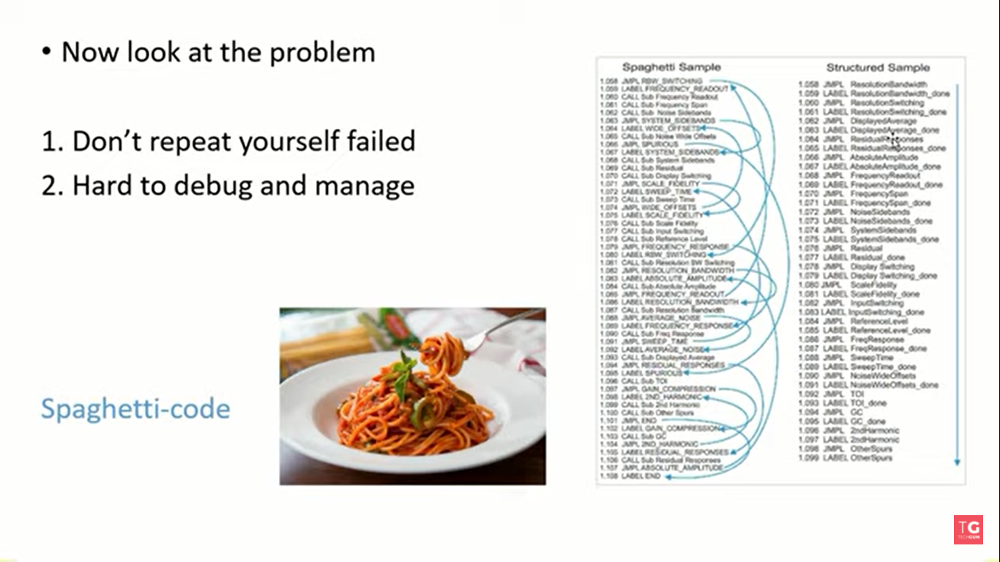 • Now look at the problem
1. Don’t repeat yourself failed
2. Hard to debug and manage
Spaghetti-code
Spaghetti Sample
1.058 JMPL RBW_SWITCHING
1.059 LABEL FREQUENCY_READOUT
1.060 CALL Sub Frequency Readout
1.061 CALL Sub Frequency Span
1.062 CALL Sub Noise Sidebands
1.063 JMPL SYSTEM_SIDEBANDS
1.064 LABEL WIDE_OFFSETS
1.065 CALL Sub Noise Wide Offsets
1.066 JMPL SPURIOUS
1.067 LABEL SYSTEM_SIDEBANDS
1.068 CALL Sub System Sidebands
1.069 CALL Sub Residual
1.070 CALL Sub Display Switching
1.071 JMPL SCALE_FIDELITY
1.072 LABEL SWEEP_TIME
1.073 CALL Sub Sweep Time
1.074 JMPL WIDE_OFFSETS
1.075 LABEL SCALE_FIDELITY
1.076 CALL Sub Scale Fidelity
1.077 CALL Sub Input Switching
1.078 CALL Sub Reference Level
1.079 JMPL FREQUENCY_RESPONSE
1.080 LABEL RBW_SWITCHING
1.081 CALL Sub Resolution BW Switching
1.082 JMPL RESOLUTION_BANDWIDTH
1.083 LABEL ABSOLUTE_AMPLITUDE
1.084 CALL Sub Absolute Amplitude
1.085 JMPL FREQUENCY_READOUT
1.086 LABEL RESOLUTION_BANDWIDTH
1.087 CALL Sub Resolution Bandwidth
1.088 JMPL AVERAGE_NOISE
1.089 LABEL FREQUENCY_RESPONSE
1.090 CALL Sub Freq Response
1.091 JMPL SWEEP_TIME
1.092 LABEL AVERAGE_NOISE
1.093 CALL Sub Displayed Average
1.094 JMPL RESIDUAL_RESPONSES
1.095 LABEL SPURIOUS
1.096 CALL Sub TOI
1.097 JMPL GAIN_COMPRESSION
1.098 LABEL 2ND_HARMONIC
1.099 CALL Sub 2nd Harmonic
1.100 CALL Sub Other Spurs
1.101 JMPL END
1.102 LABEL GAIN_COMPRESSION
1.103 CALL Sub GC
1.104 JMPL 2ND_HARMONIC
1.105 LABEL RESIDUAL_RESPONSES
1.106 CALL Sub Residual Responses
1.107 JMPL ABSOLUTE_AMPLITUDE
1.108 LABEL END
Structured Sample
1.058 JMPL ResolutionBandwidth
1.059 LABEL ResolutionBandwidth_done
1.060 JMPL ResolutionSwitching
1.061 LABEL ResolutionSwitching_done
1.062 JMPL DisplayedAverage
1.063 LABEL DisplayedAverage_done
1.064 JMPL ResidualResponses
1.065 LABEL ResidualResponses_done
1.066 JMPL AbsoluteAmplitude
1.067 LABEL AbsoluteAmplitude_done
1.068 JMPL FrequencyReadout
1.069 LABEL FrequencyReadout_done
1.070 JMPL FrequencySpan
1.071 LABEL FrequencySpan_done
1.072 JMPL NoiseSidebands
1.073 LABEL NoiseSidebands_done
1.074 JMPL SystemSidebands
1.075 LABEL SystemSidebands_done
1.076 JMPL Residual
1.077 LABEL Residual_done
1.078 JMPL Display Switching
1.079 LABEL Display Switching_done
1.080 JMPL ScaleFidelity
1.081 LABEL ScaleFidelity_done
1.082 JMPL InputSwitching
1.083 LABEL InputSwitching_done
1.084 JMPL ReferenceLevel
1.085 LABEL ReferenceLevel_done
1.086 JMPL FreqResponse
1.087 LABEL FreqResponse_done
1.088 JMPL SweepTime
1.089 LABEL SweepTime_done
1.090 JMPL NoiseWideOffsets
1.091 LABEL NoiseWideOffsets_done
1.092 JMPL TOI
1.093 LABEL TOI_done
1.094 JMPL GC
1.095 LABEL GC_done
1.096 JMPL 2ndHarmonic
1.097 LABEL 2ndHarmonic
1.098 JMPL OtherSpurs
1.099 LABEL OtherSpurs
TG
TECHGUN